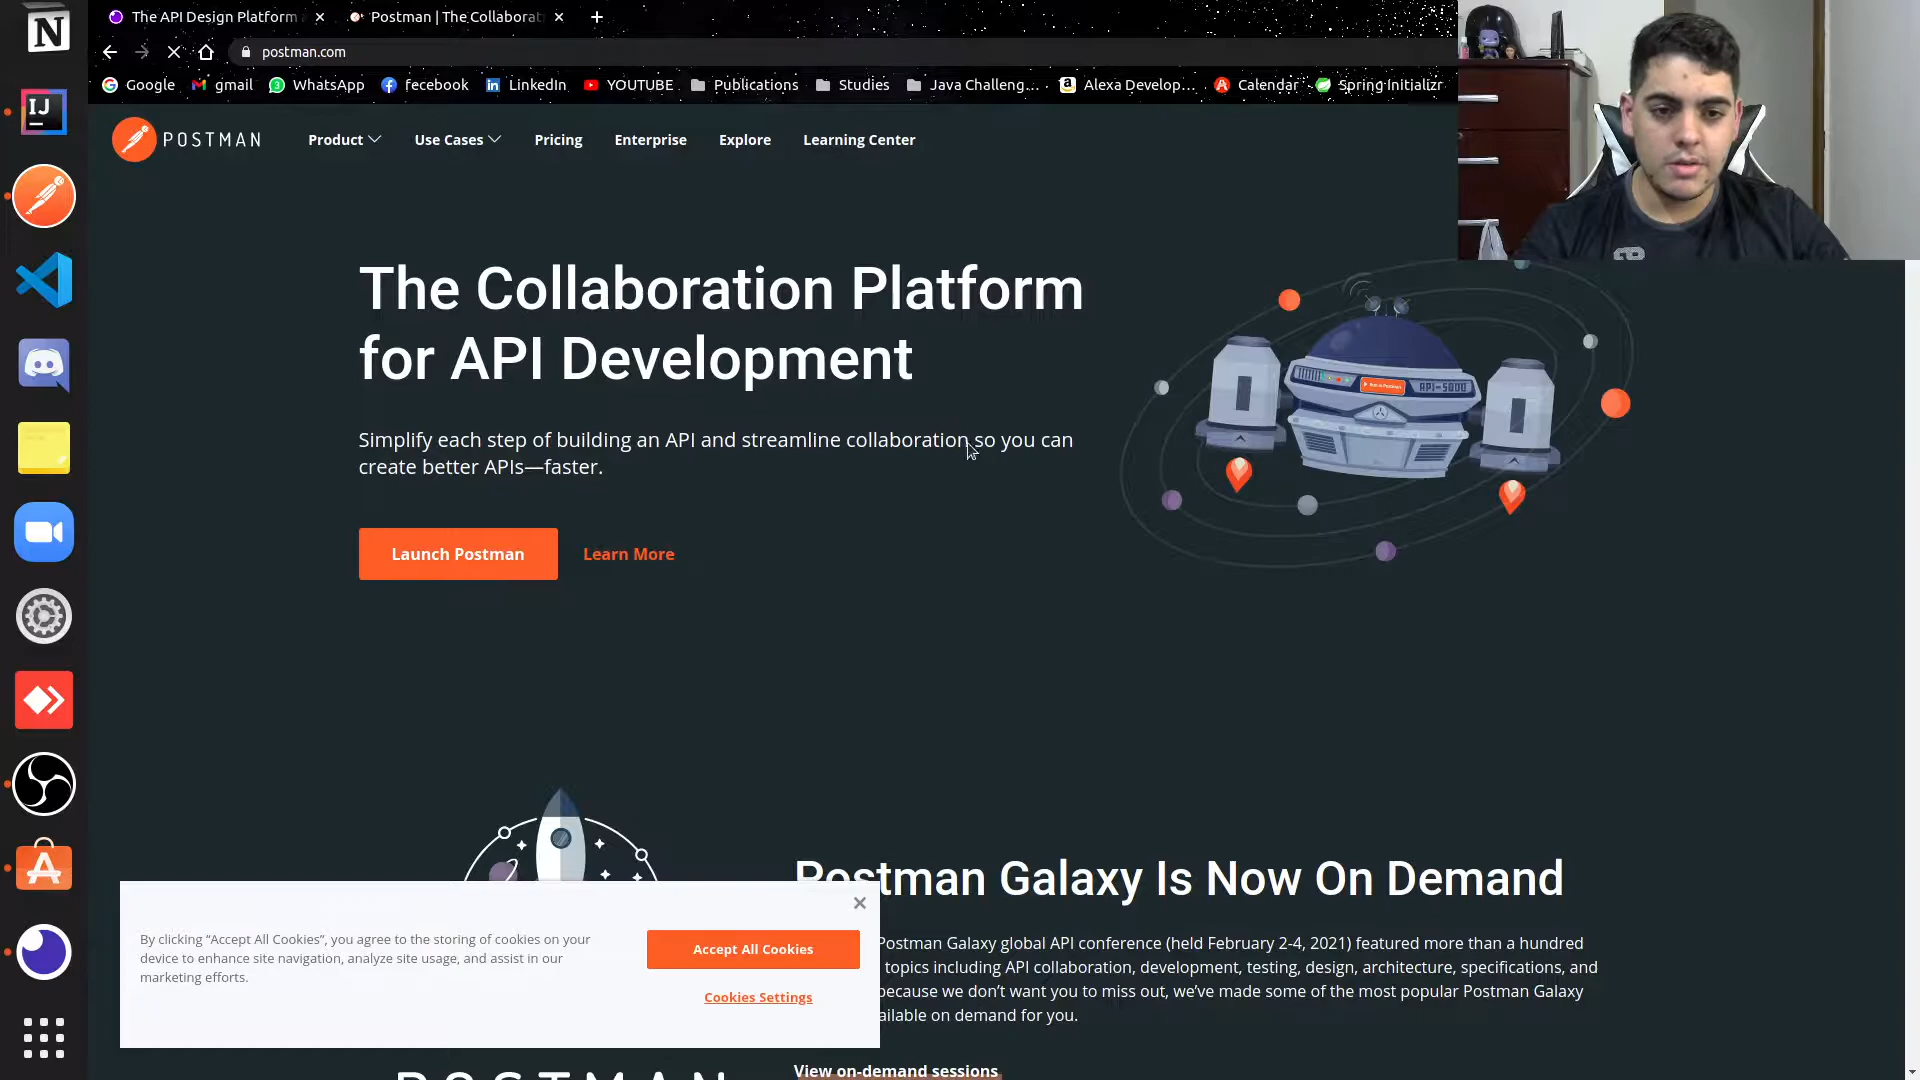 The API Design Platform
Postman | The Collaborat
postman.com
Google
gmail
WhatsApp
fecebook
LinkedIn
YOUTUBE
Publications
Studies
Java Challeng...
Alexa Develop...
Calendar
Spring Initializr
POSTMAN
Product
Use Cases
Pricing
Enterprise
Explore
Learning Center
The Collaboration Platform
for API Development
Simplify each step of building an API and streamline collaboration so you can
create better APIs—faster.
Launch Postman
Learn More
API-5000
Postman Galaxy Is Now On Demand
Postman Galaxy global API conference (held February 2-4, 2021) featured more than a hundred
topics including API collaboration, development, testing, design, architecture, specifications, and
because we don't want you to miss out, we've made some of the most popular Postman Galaxy
ailable on demand for you.
View on-demand sessions
By clicking “Accept All Cookies”, you agree to the storing of cookies on your
device to enhance site navigation, analyze site usage, and assist in our
marketing efforts.
Accept All Cookies
Cookies Settings
POSTMAN